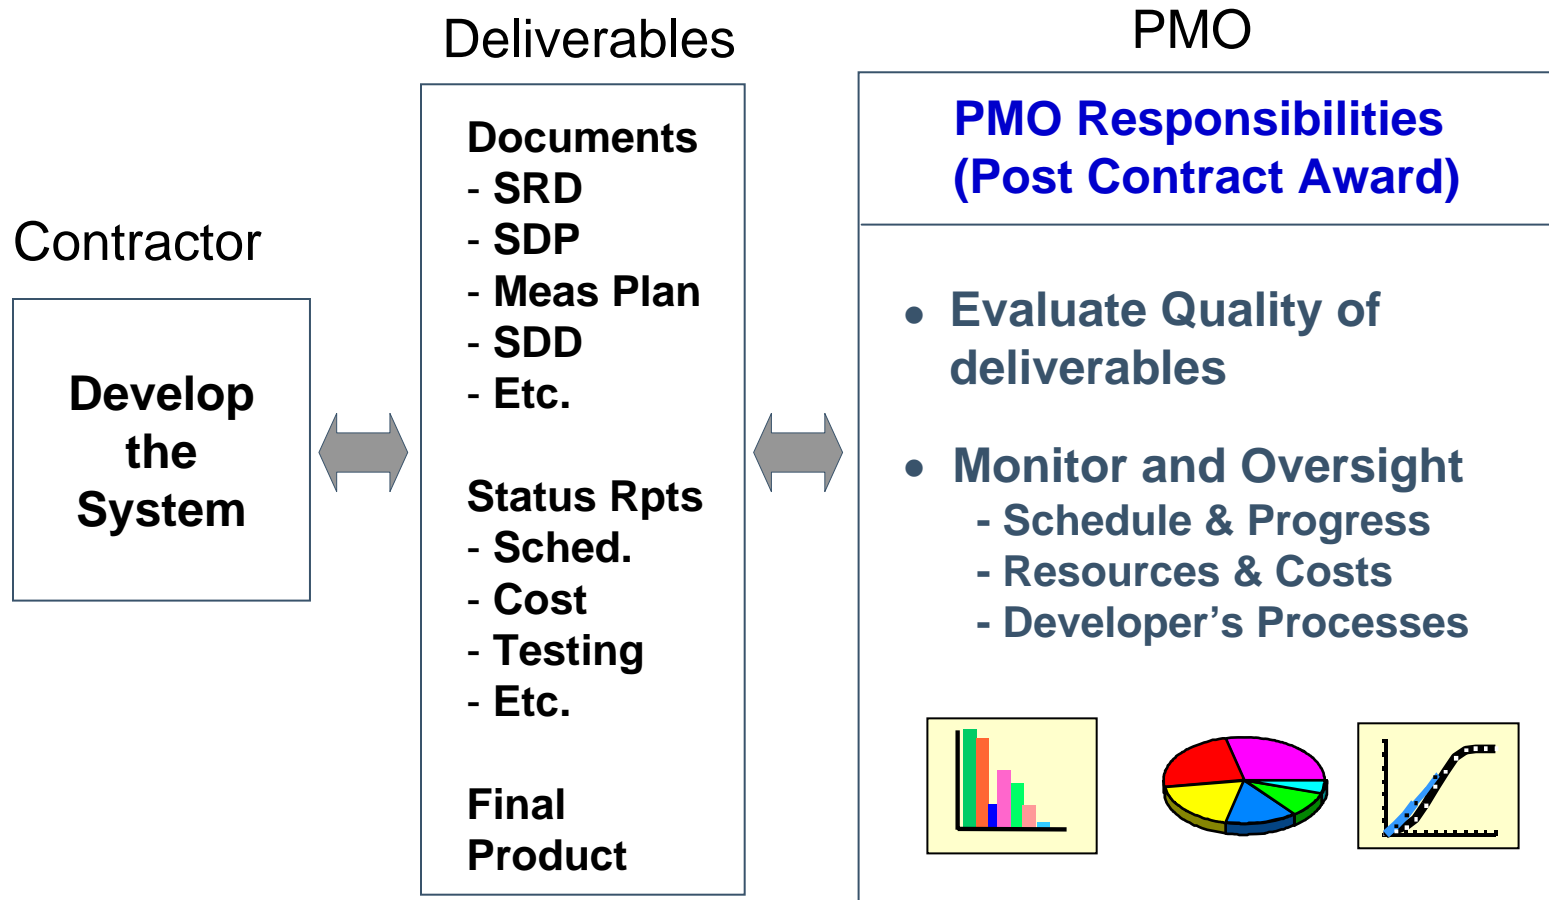 Contractor
Develop
the
System
Deliverables
Documents
- SRD
- SDP
- Meas Plan
- SDD
- Etc.
Status Rpts
- Sched.
- Cost
- Testing
- Etc.
Final
Product
PMO
PMO Responsibilities
(Post Contract Award)
● Evaluate Quality of
deliverables
● Monitor and Oversight
- Schedule & Progress
- Resources & Costs
- Developer’s Processes